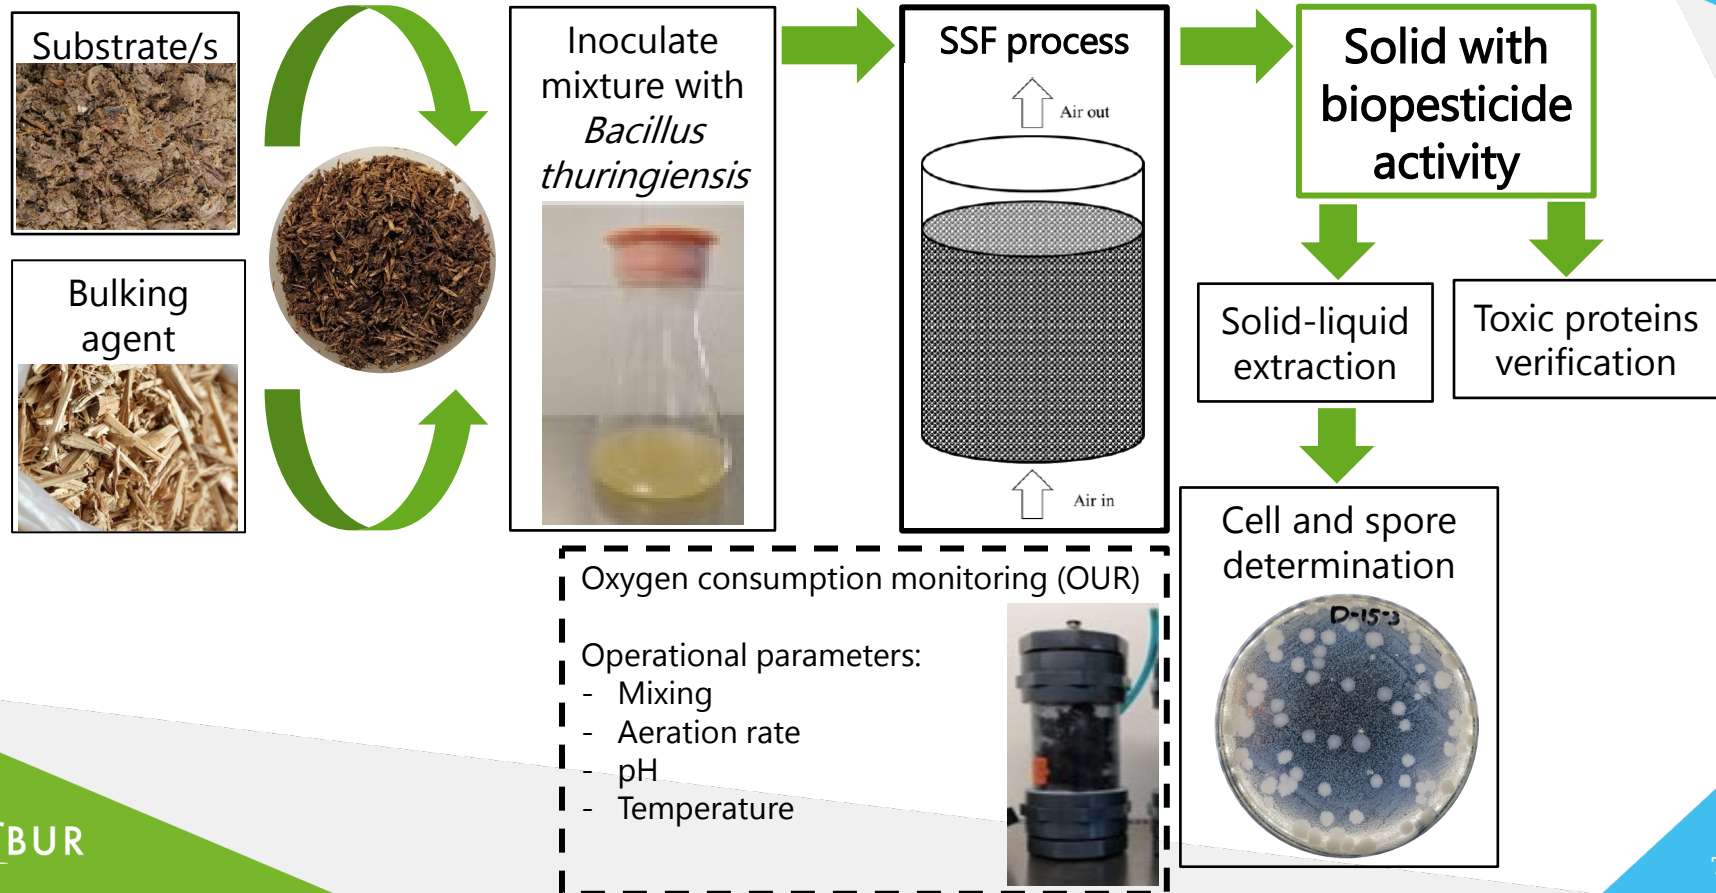 Substrate/s
Bulking
agent
Inoculate
mixture with
Bacillus
thuringiensis
SSF process
Air out
Air in
Solid with
biopesticide
activity
Solid-liquid
extraction
Toxic proteins
verification
Cell and spore
determination
D-15-3
Oxygen consumption monitoring (OUR)
Operational parameters:
- Mixing
- Aeration rate
- pH
- Temperature
BUR